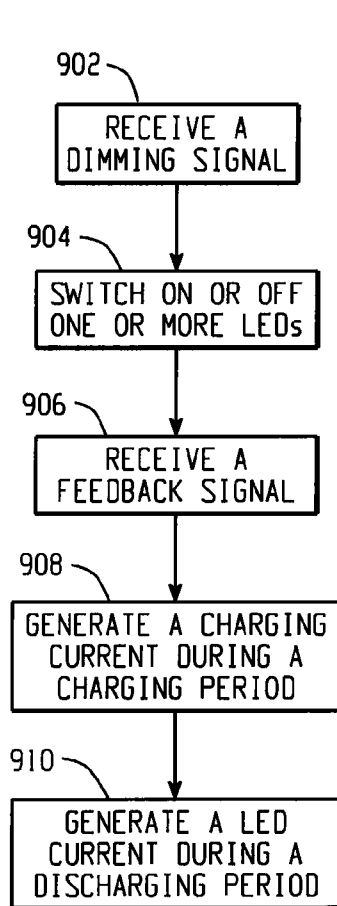 902
RECEIVE A
DIMMING SIGNAL
904
SWITCH ON OR OFF
ONE OR MORE LEDs
906
RECEIVE A
FEEDBACK SIGNAL
908
GENERATE A CHARGING
CURRENT DURING A
CHARGING PERIOD
910
GENERATE A LED
CURRENT DURING A
DISCHARGING PERIOD